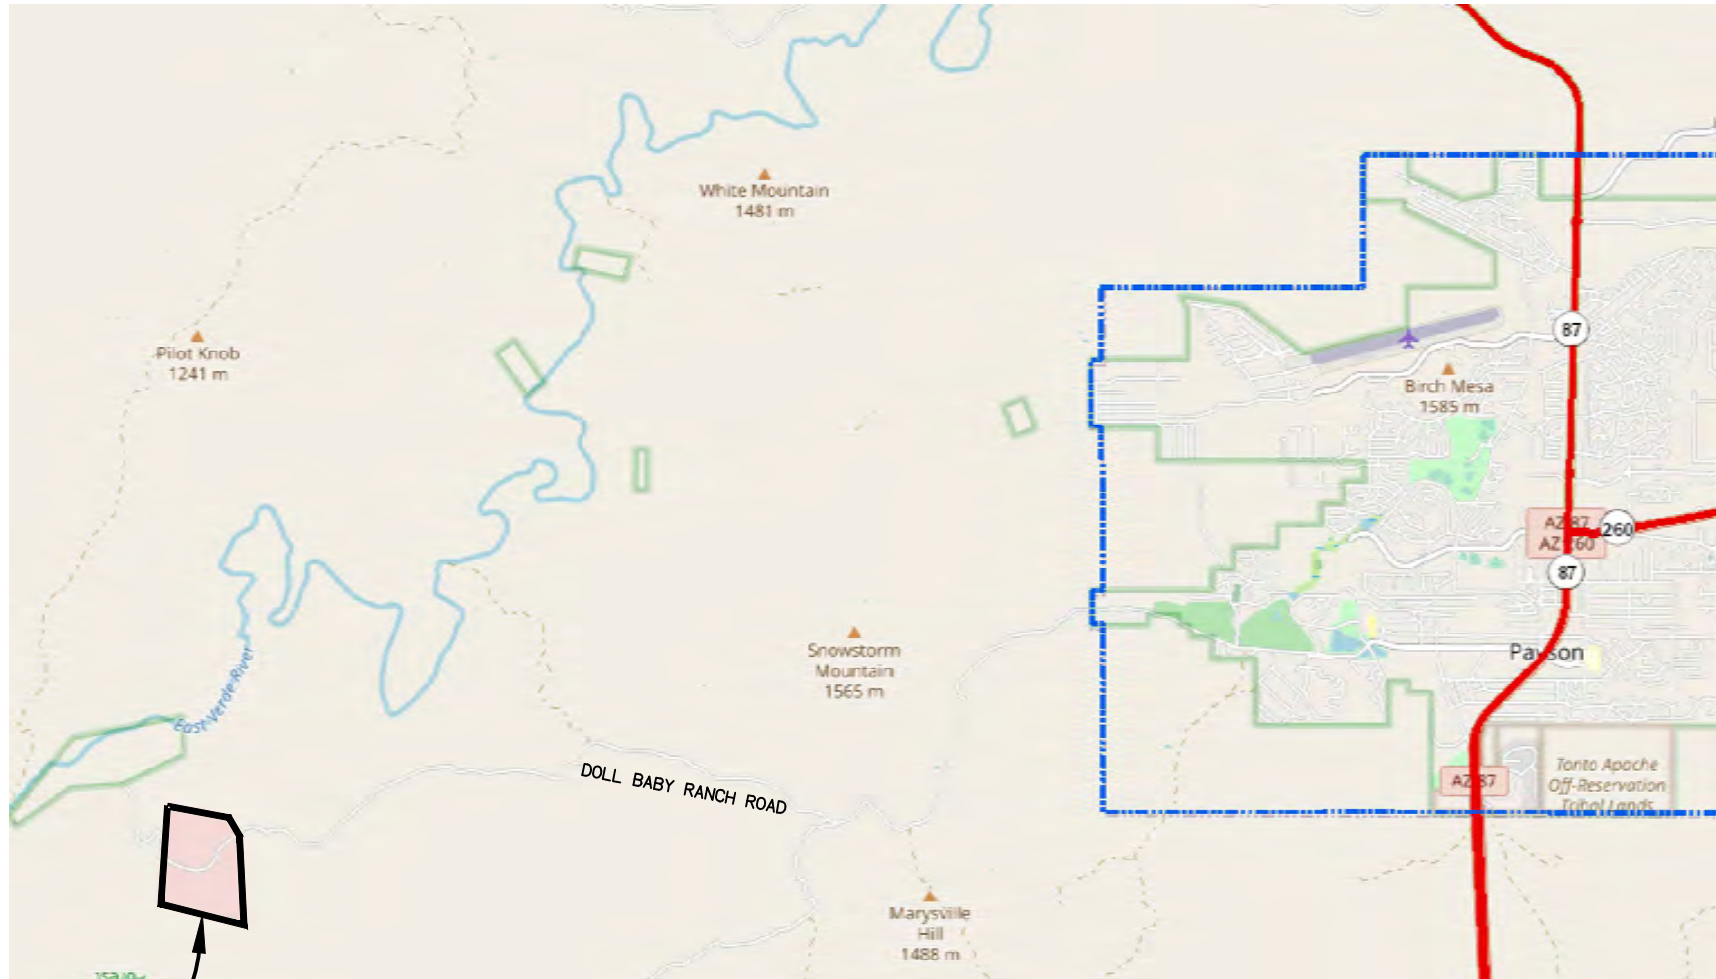 White Mountain
1481 m
87
Pilot Knob
1241 m
Birch Mesa
1585 m
AZ 87
AZ 260
260
87
Snowstorm
Mountain
1565 m
Payson
East Verde River
DOLL BABY RANCH ROAD
AZ 87
Tonto Apache
Off-Reservation
Tribal Lands
Marysville
Hill
1488 m